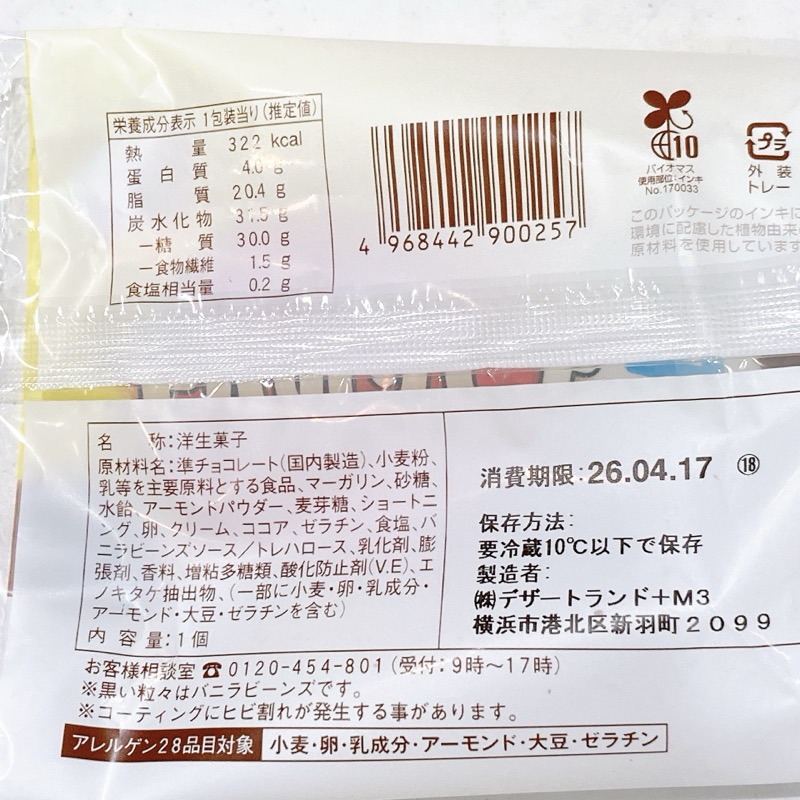 栄養成分表示 1包装当り(推定値)
熱量 322 kcal
蛋白質 4.0 g
脂質 20.4 g
炭水化物 31.5 g
―糖質 30.0 g
―食物繊維 1.5 g
食塩相当量 0.2 g
4 968442 900257
10
バイオマス
使用部位:インキ
No.170033
プラ
外装
トレー
このパッケージのインキに
環境に配慮した植物由来
原材料を使用しています
名称:洋生菓子
原材料名:準チョコレート(国内製造)、小麦粉、
乳等を主要原料とする食品、マーガリン、砂糖、
水飴、アーモンドパウダー、麦芽糖、ショートニ
ング、卵、クリーム、ココア、ゼラチン、食塩、バ
ニラビーンズソース/トレハロース、乳化剤、膨
張剤、香料、増粘多糖類、酸化防止剤(V.E)、エ
ノキタケ抽出物、(一部に小麦・卵・乳成分・
アーモンド・大豆・ゼラチンを含む)
内容量:1個
消費期限:26.04.17 ⑱
保存方法:
要冷蔵10℃以下で保存
製造者:
㈱デザートランド+M3
横浜市港北区新羽町2099
お客様相談室☎0120-454-801(受付:9時〜17時)
※黒い粒々はバニラビーンズです。
※コーティングにヒビ割れが発生する事があります。
アレルゲン28品目対象 小麦・卵・乳成分・アーモンド・大豆・ゼラチン